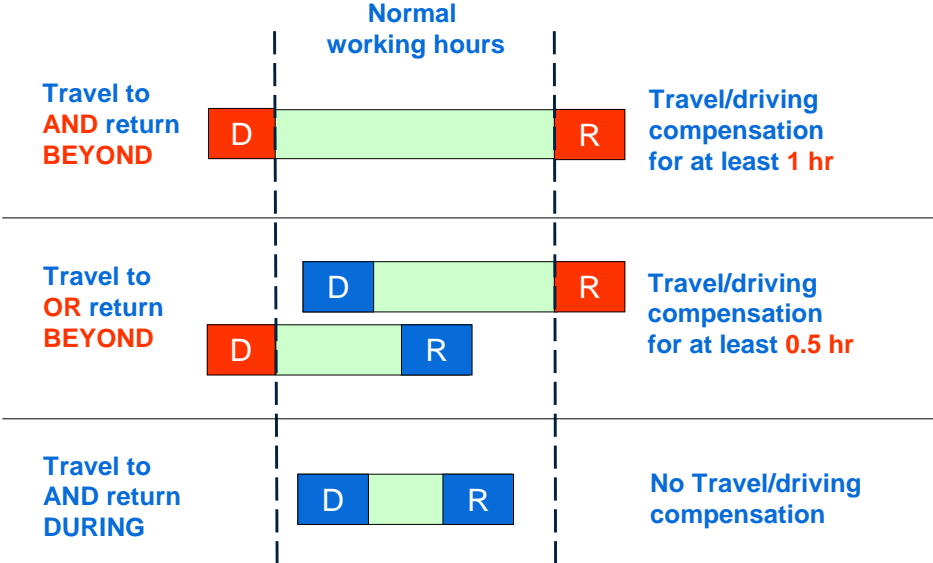 Normal
working hours
Travel to
AND return
BEYOND
D
R
Travel/driving
compensation
for at least 1 hr
Travel to
OR return
BEYOND
D
R
D
R
Travel/driving
compensation
for at least 0.5 hr
Travel to
AND return
DURING
D
R
No Travel/driving
compensation